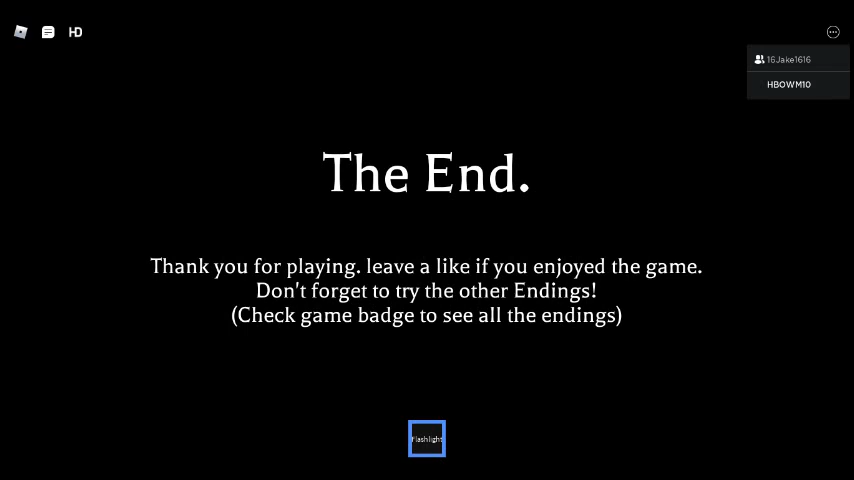 HD
16Jake1616
HBOWM10
The End.
Thank you for playing. leave a like if you enjoyed the game.
Don't forget to try the other Endings!
(Check game badge to see all the endings)
Flashlight